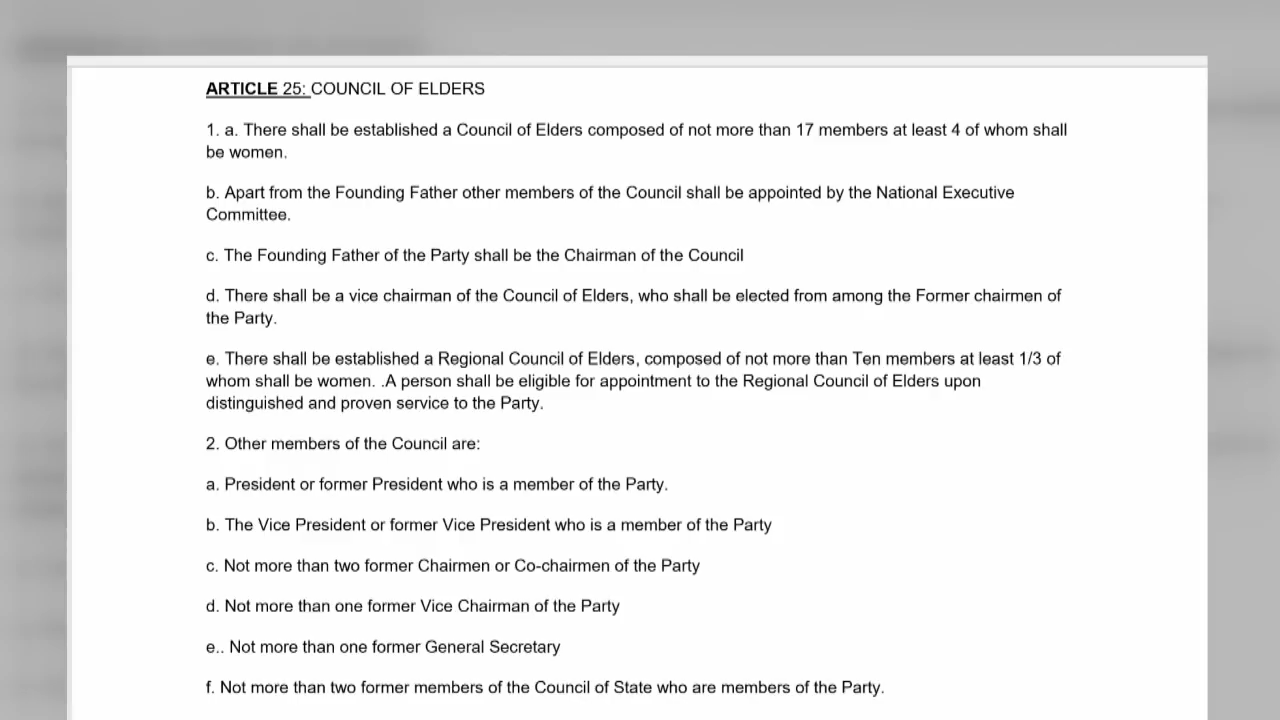 ARTICLE 25: COUNCIL OF ELDERS
1. a. There shall be established a Council of Elders composed of not more than 17 members at least 4 of whom shall
be women.
b. Apart from the Founding Father other members of the Council shall be appointed by the National Executive
Committee.
c. The Founding Father of the Party shall be the Chairman of the Council
d. There shall be a vice chairman of the Council of Elders, who shall be elected from among the Former chairmen of
the Party.
e. There shall be established a Regional Council of Elders, composed of not more than Ten members at least 1/3 of
whom shall be women. .A person shall be eligible for appointment to the Regional Council of Elders upon
distinguished and proven service to the Party.
2. Other members of the Council are:
a. President or former President who is a member of the Party.
b. The Vice President or former Vice President who is a member of the Party
c. Not more than two former Chairmen or Co-chairmen of the Party
d. Not more than one former Vice Chairman of the Party
e.. Not more than one former General Secretary
f. Not more than two former members of the Council of State who are members of the Party.